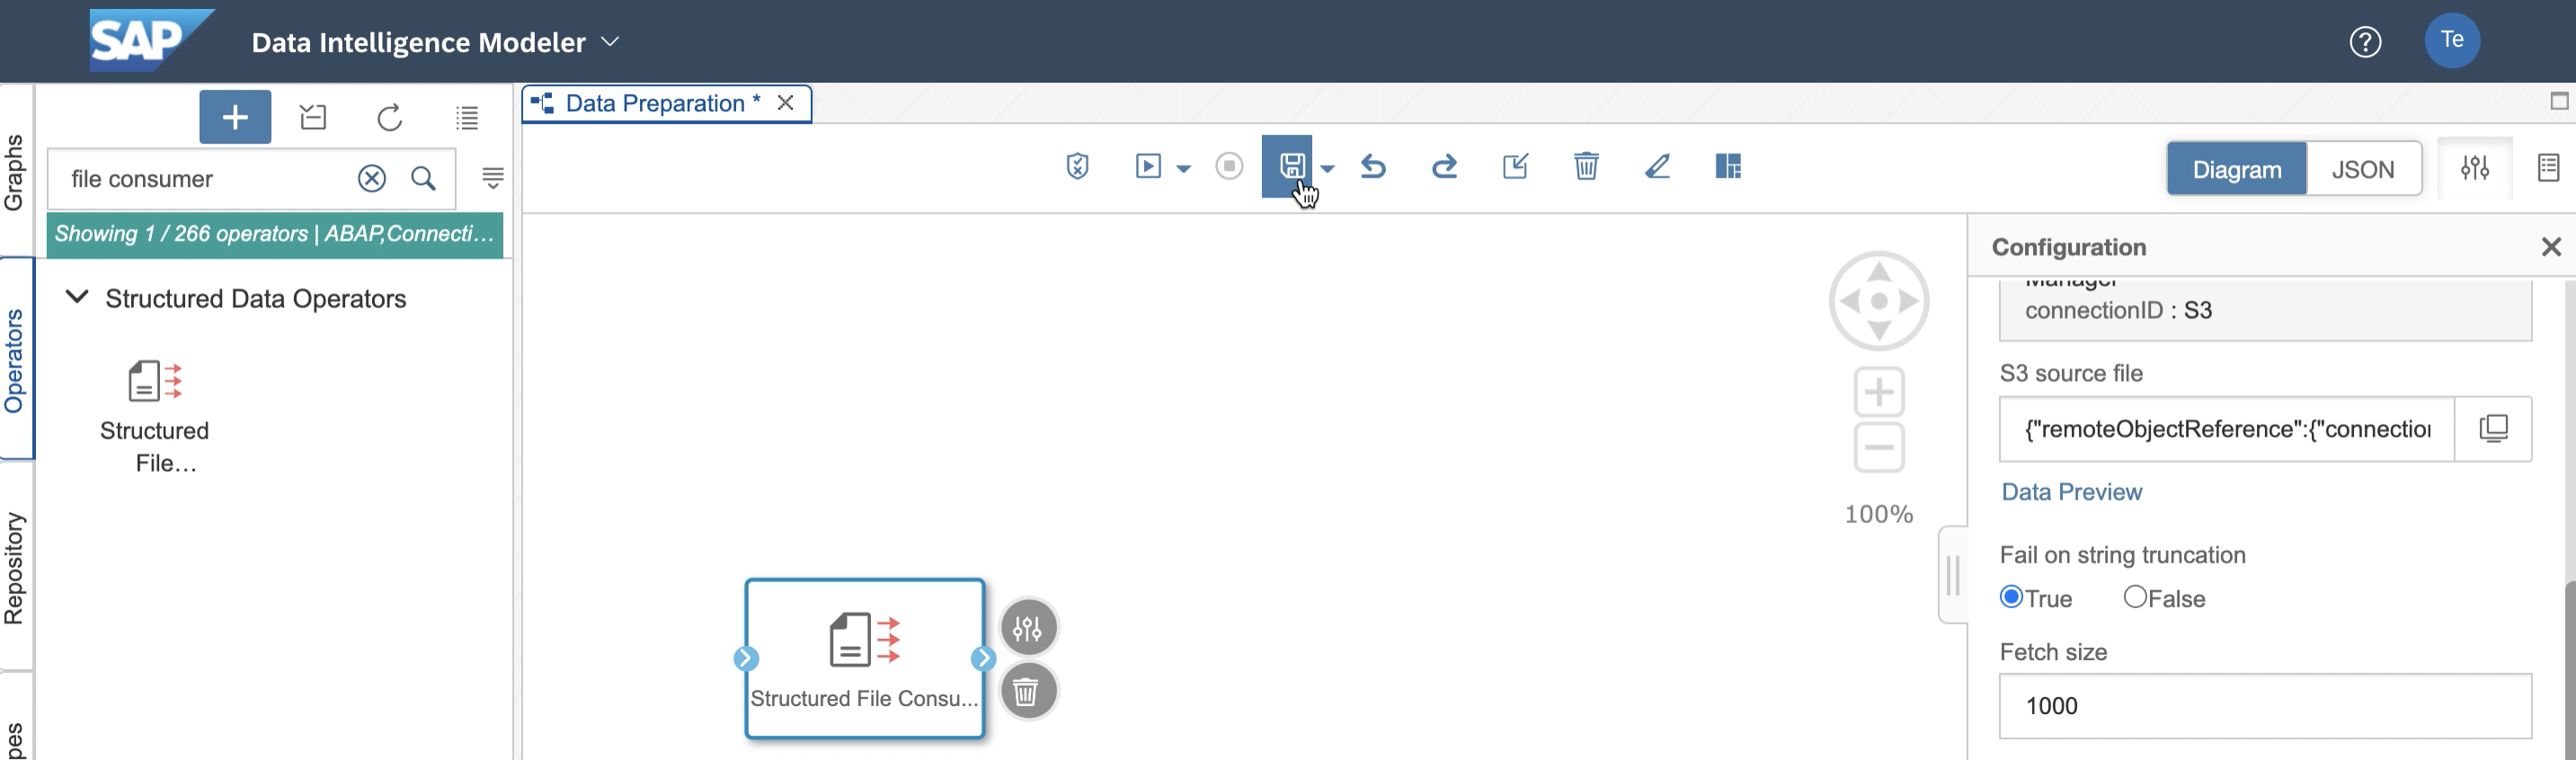 SAP
Data Intelligence Modeler
Te
Graphs
Operators
Repository
pes
file consumer
Showing 1 / 266 operators | ABAP,Connecti...
Structured Data Operators
Structured
File...
Data Preparation *
Diagram
JSON
100%
Structured File Consu...
Configuration
Manager
connectionID : S3
S3 source file
{"remoteObjectReference":{"connection
Data Preview
Fail on string truncation
True
False
Fetch size
1000